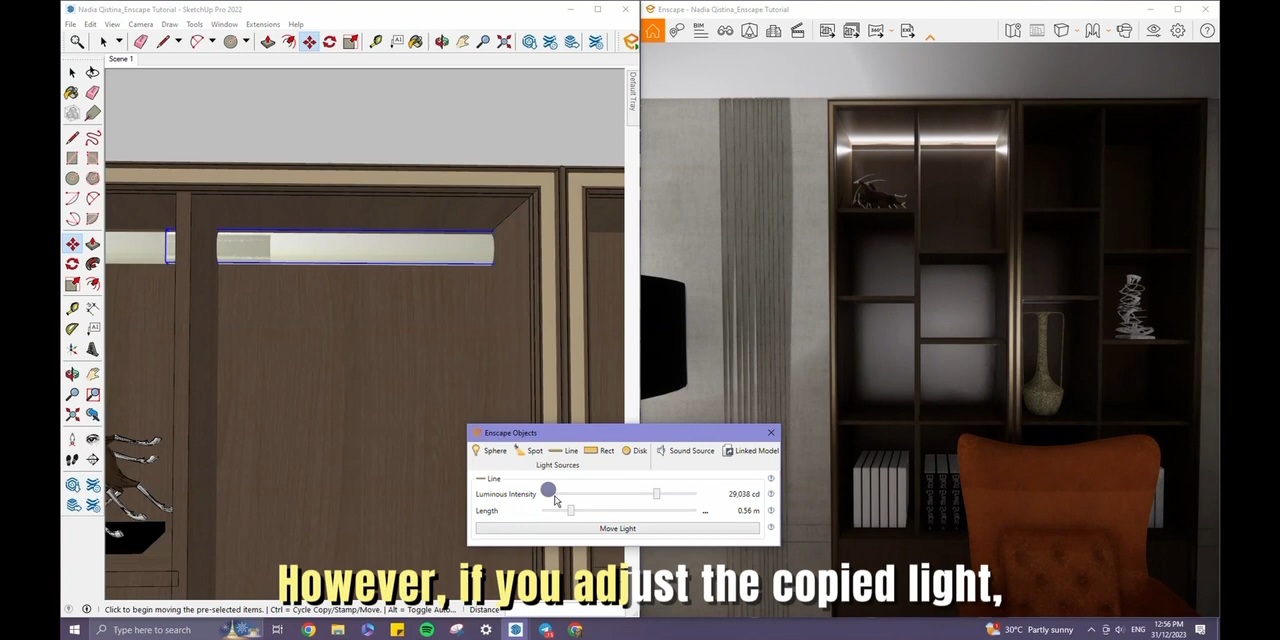 Nadia Qistina_Enscape Tutorial - SketchUp Pro 2022
File Edit View Camera Draw Tools Window Extensions Help
Scene 1
Default Tray
Enscape - Nadia Qistina_Enscape Tutorial
BIM
Enscape Objects
Sphere Spot Line Rect Disk Sound Source Linked Model
Light Sources
Line
Luminous Intensity 29,038 cd
Length ... 0.56 m
Move Light
However, if you adjust the copied light,
Click to begin moving the pre-selected items. | Ctrl = Cycle Copy/Stamp/Move. | Alt = Toggle Auto... Distance
Type here to search
30°C Partly sunny
ENG
12:56 PM
31/12/2023